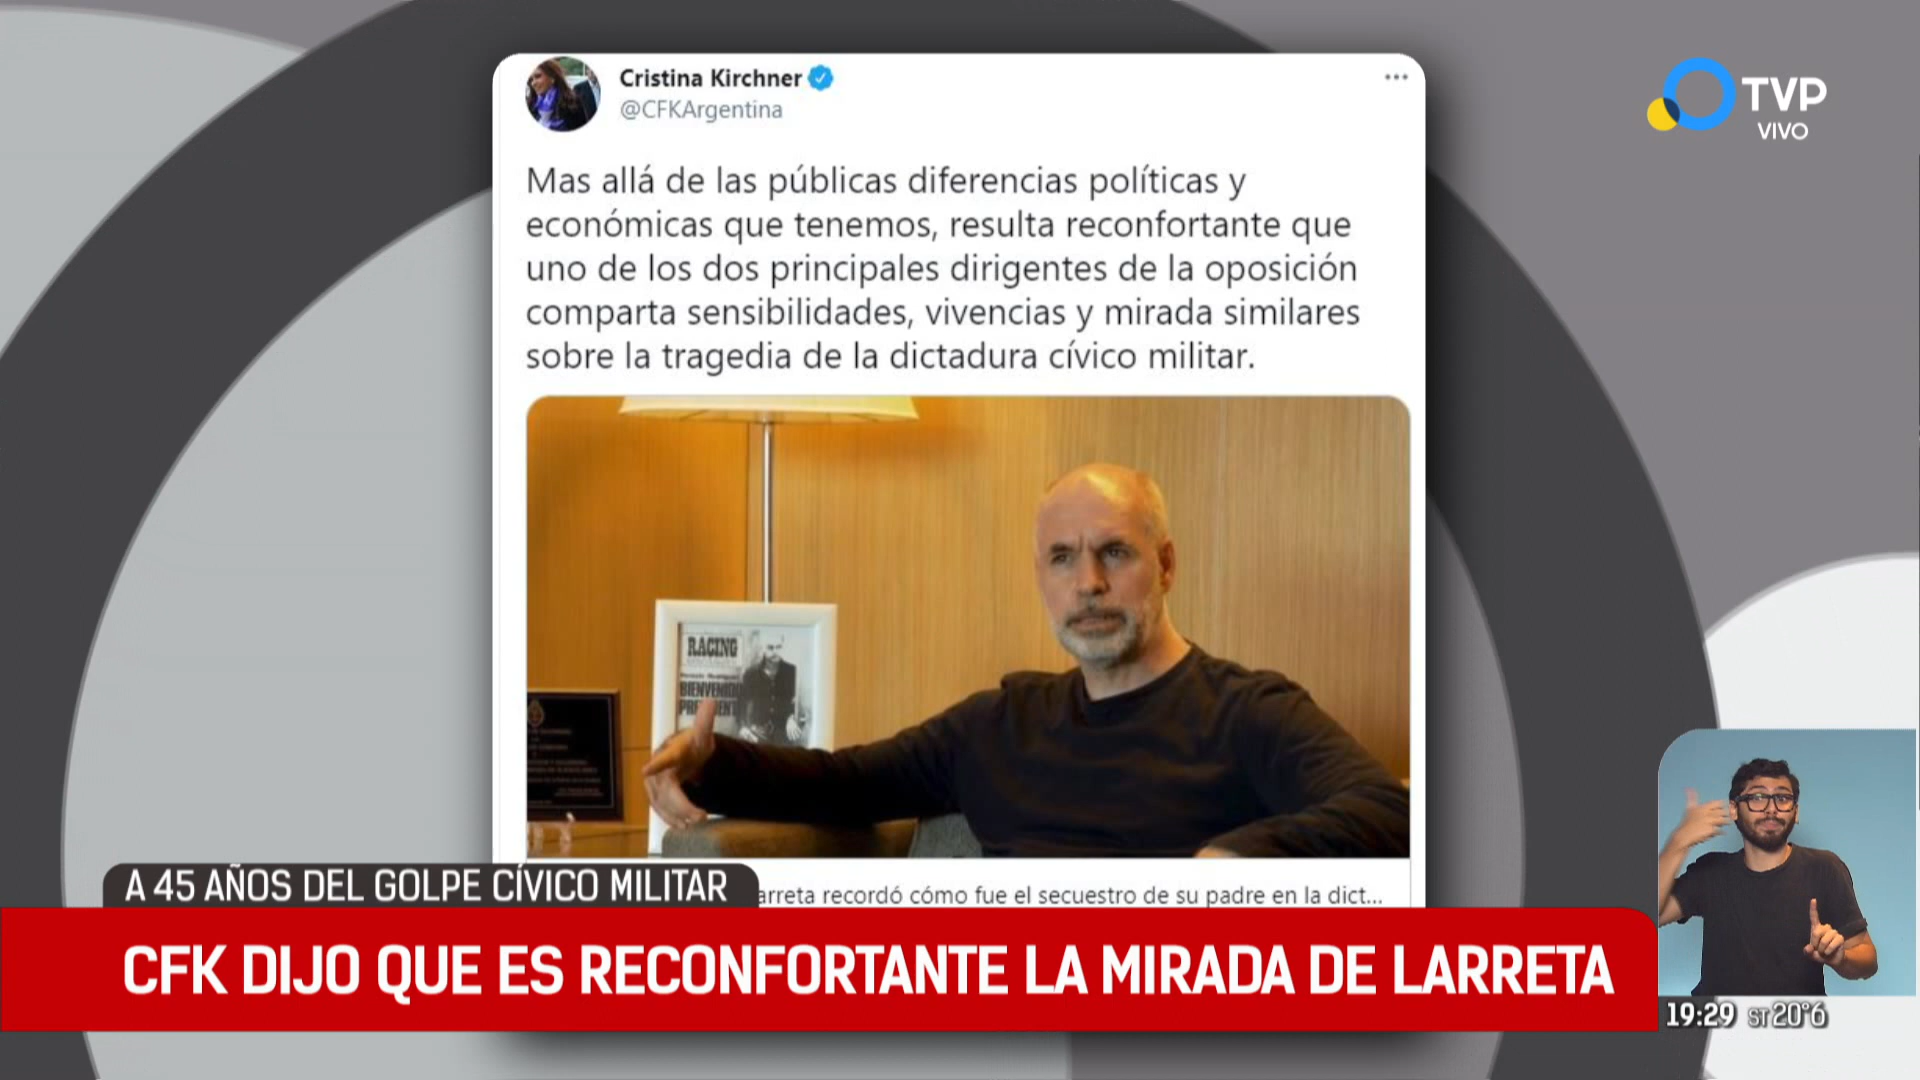 Cristina Kirchner
@CFKArgentina
Mas allá de las públicas diferencias políticas y
económicas que tenemos, resulta reconfortante que
uno de los dos principales dirigentes de la oposición
comparta sensibilidades, vivencias y mirada similares
sobre la tragedia de la dictadura cívico militar.
TVP
VIVO
RACING
BIENVENIDO
A 45 AÑOS DEL GOLPE CÍVICO MILITAR
arreta recordó cómo fue el secuestro de su padre en la dict...
CFK DIJO QUE ES RECONFORTANTE LA MIRADA DE LARRETA
19:29 ST 20°6